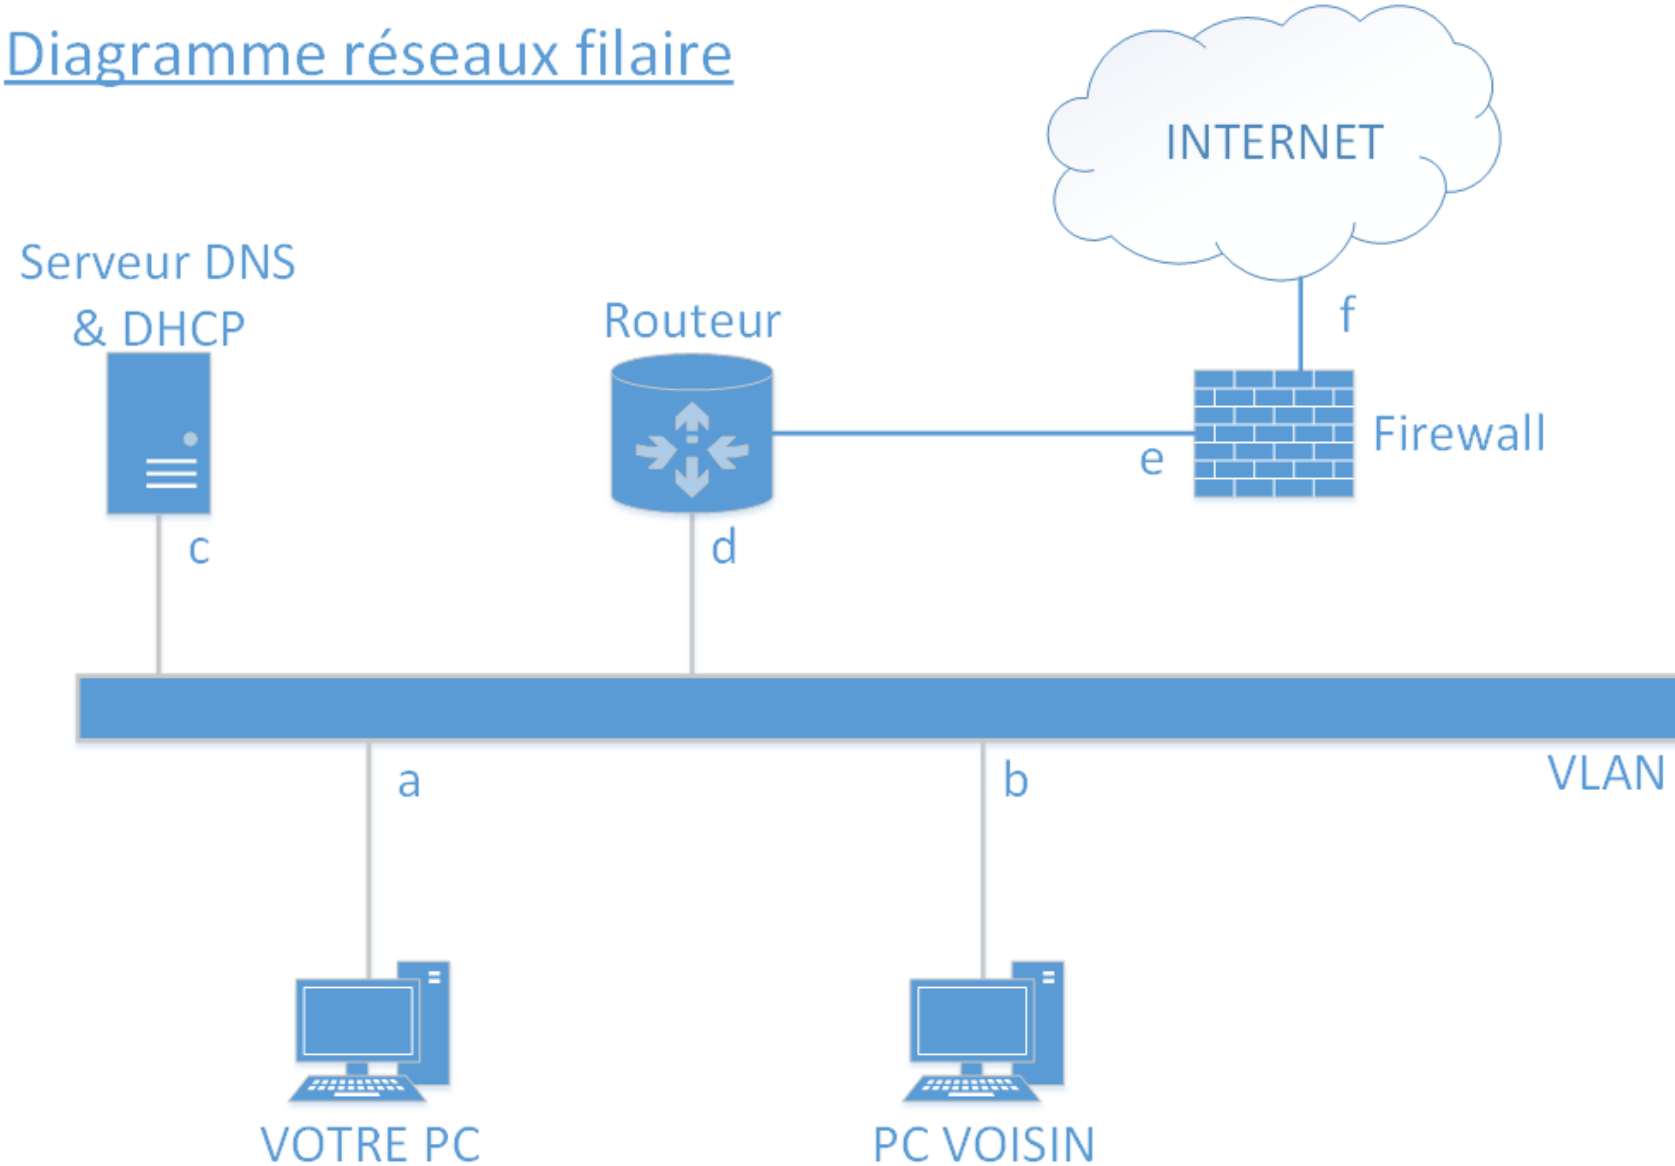 Diagramme réseaux filaire
INTERNET
Serveur DNS
& DHCP
Routeur
f
Firewall
e
c
d
a
b
VLAN
VOTRE PC
PC VOISIN